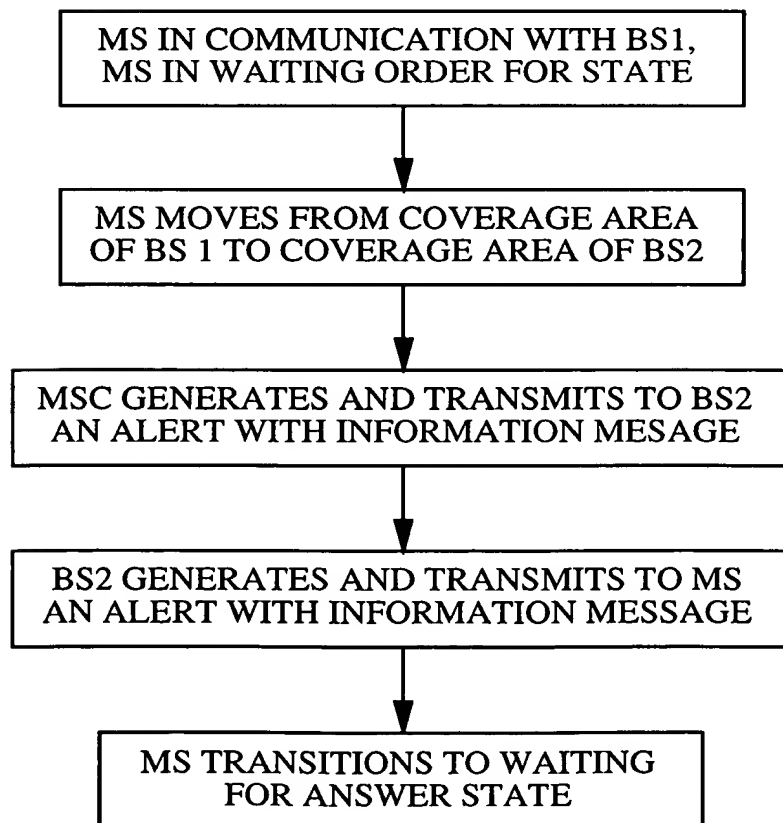 MS IN COMMUNICATION WITH BS1,
MS IN WAITING ORDER FOR STATE
MS MOVES FROM COVERAGE AREA
OF BS 1 TO COVERAGE AREA OF BS2
MSC GENERATES AND TRANSMITS TO BS2
AN ALERT WITH INFORMATION MESAGE
BS2 GENERATES AND TRANSMITS TO MS
AN ALERT WITH INFORMATION MESSAGE
MS TRANSITIONS TO WAITING
FOR ANSWER STATE